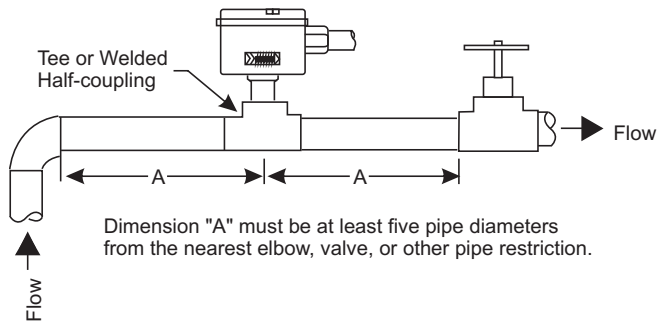 Tee or Welded
Half-coupling
Flow
A
A
Dimension "A" must be at least five pipe diameters
from the nearest elbow, valve, or other pipe restriction.
Flow